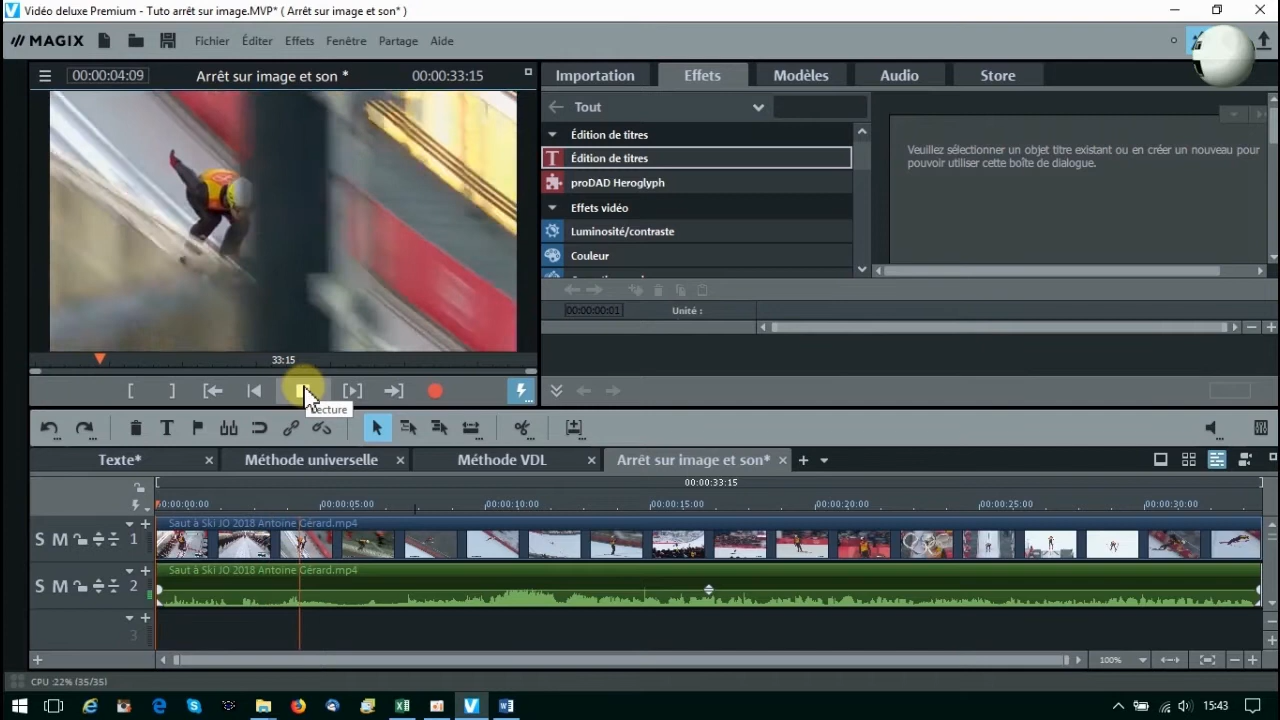 Vidéo deluxe Premium - Tuto arrêt sur image.MVP* ( Arrêt sur image et son* )
MAGIX Fichier Éditer Effets Fenêtre Partage Aide
00:00:04:09 Arrêt sur image et son * 00:00:33:15
Importation Effets Modèles Audio Store
Tout
Édition de titres
Édition de titres
proDAD Heroglyph
Effets vidéo
Luminosité/contraste
Couleur
Veuillez sélectionner un objet titre existant ou en créer un nouveau pour
pouvoir utiliser cette boîte de dialogue.
00:00:00:01 Unité :
33:15
Lecture
Texte* Méthode universelle Méthode VDL Arrêt sur image et son*
00:00:33:15
00:00:00:00 00:00:05:00 00:00:10:00 00:00:15:00 00:00:20:00 00:00:25:00 00:00:30:00
Saut à Ski JO 2018 Antoine Gérard.mp4
S M 1
Saut à Ski JO 2018 Antoine Gérard.mp4
S M 2
3
100%
CPU :22% (35/35)
15:43